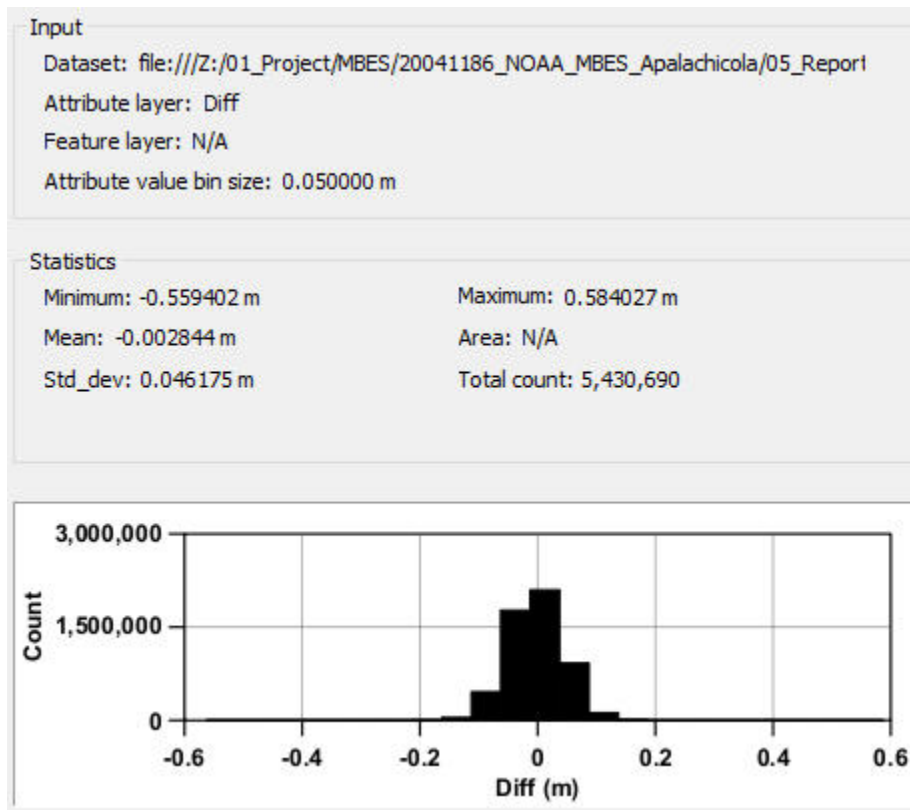 Input
Dataset: file:///Z:/01_Project/MBES/20041186_NOAA_MBES_Apalachicola/05_Report
Attribute layer: Diff
Feature layer: N/A
Attribute value bin size: 0.050000 m
Statistics
Minimum: -0.559402 m
Maximum: 0.584027 m
Mean: -0.002844 m
Area: N/A
Std_dev: 0.046175 m
Total count: 5,430,690
3,000,000
1,500,000
0
Count
-0.6 -0.4 -0.2 0 0.2 0.4 0.6
Diff (m)